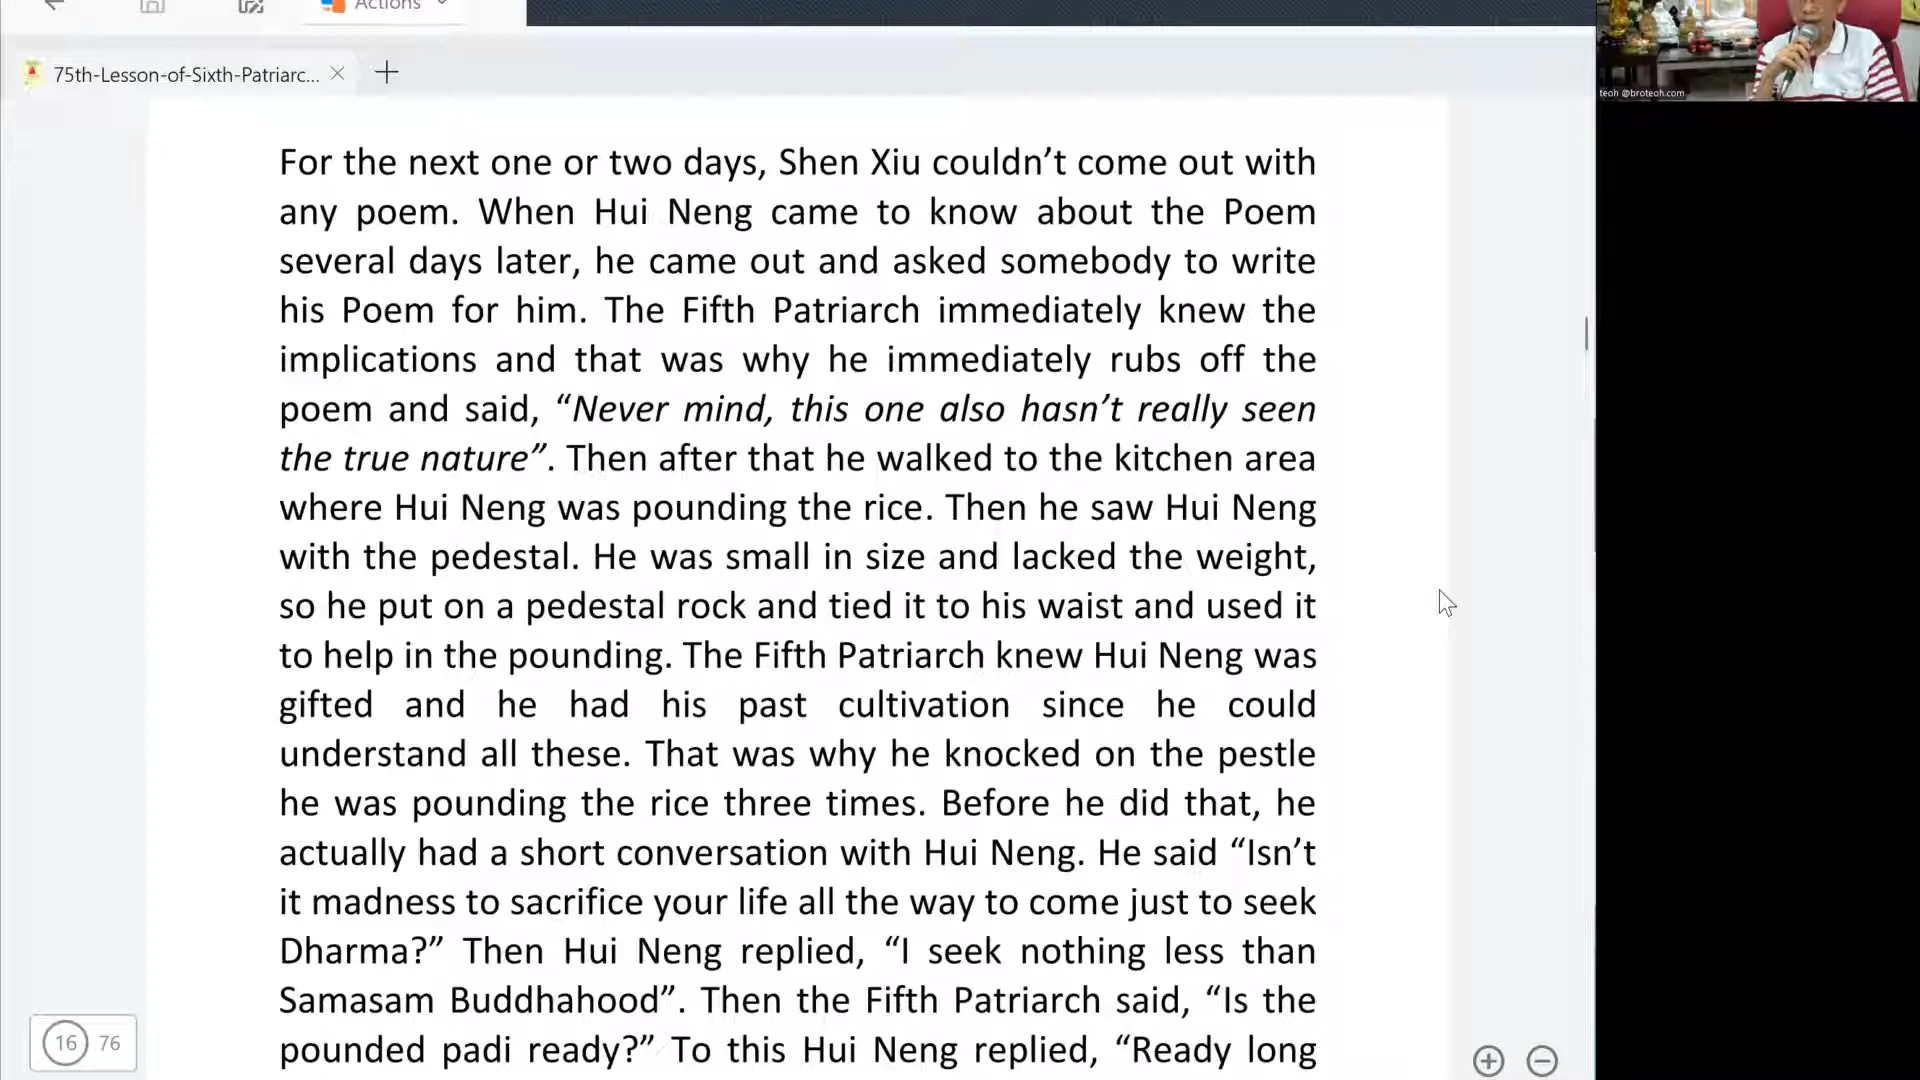 Actions
75th-Lesson-of-Sixth-Patriarc...
teoh @broteoh.com
For the next one or two days, Shen Xiu couldn’t come out with
any poem. When Hui Neng came to know about the Poem
several days later, he came out and asked somebody to write
his Poem for him. The Fifth Patriarch immediately knew the
implications and that was why he immediately rubs off the
poem and said, “Never mind, this one also hasn’t really seen
the true nature”. Then after that he walked to the kitchen area
where Hui Neng was pounding the rice. Then he saw Hui Neng
with the pedestal. He was small in size and lacked the weight,
so he put on a pedestal rock and tied it to his waist and used it
to help in the pounding. The Fifth Patriarch knew Hui Neng was
gifted and he had his past cultivation since he could
understand all these. That was why he knocked on the pestle
he was pounding the rice three times. Before he did that, he
actually had a short conversation with Hui Neng. He said “Isn’t
it madness to sacrifice your life all the way to come just to seek
Dharma?” Then Hui Neng replied, “I seek nothing less than
Samasam Buddhahood”. Then the Fifth Patriarch said, “Is the
pounded padi ready?” To this Hui Neng replied, “Ready long
16 76